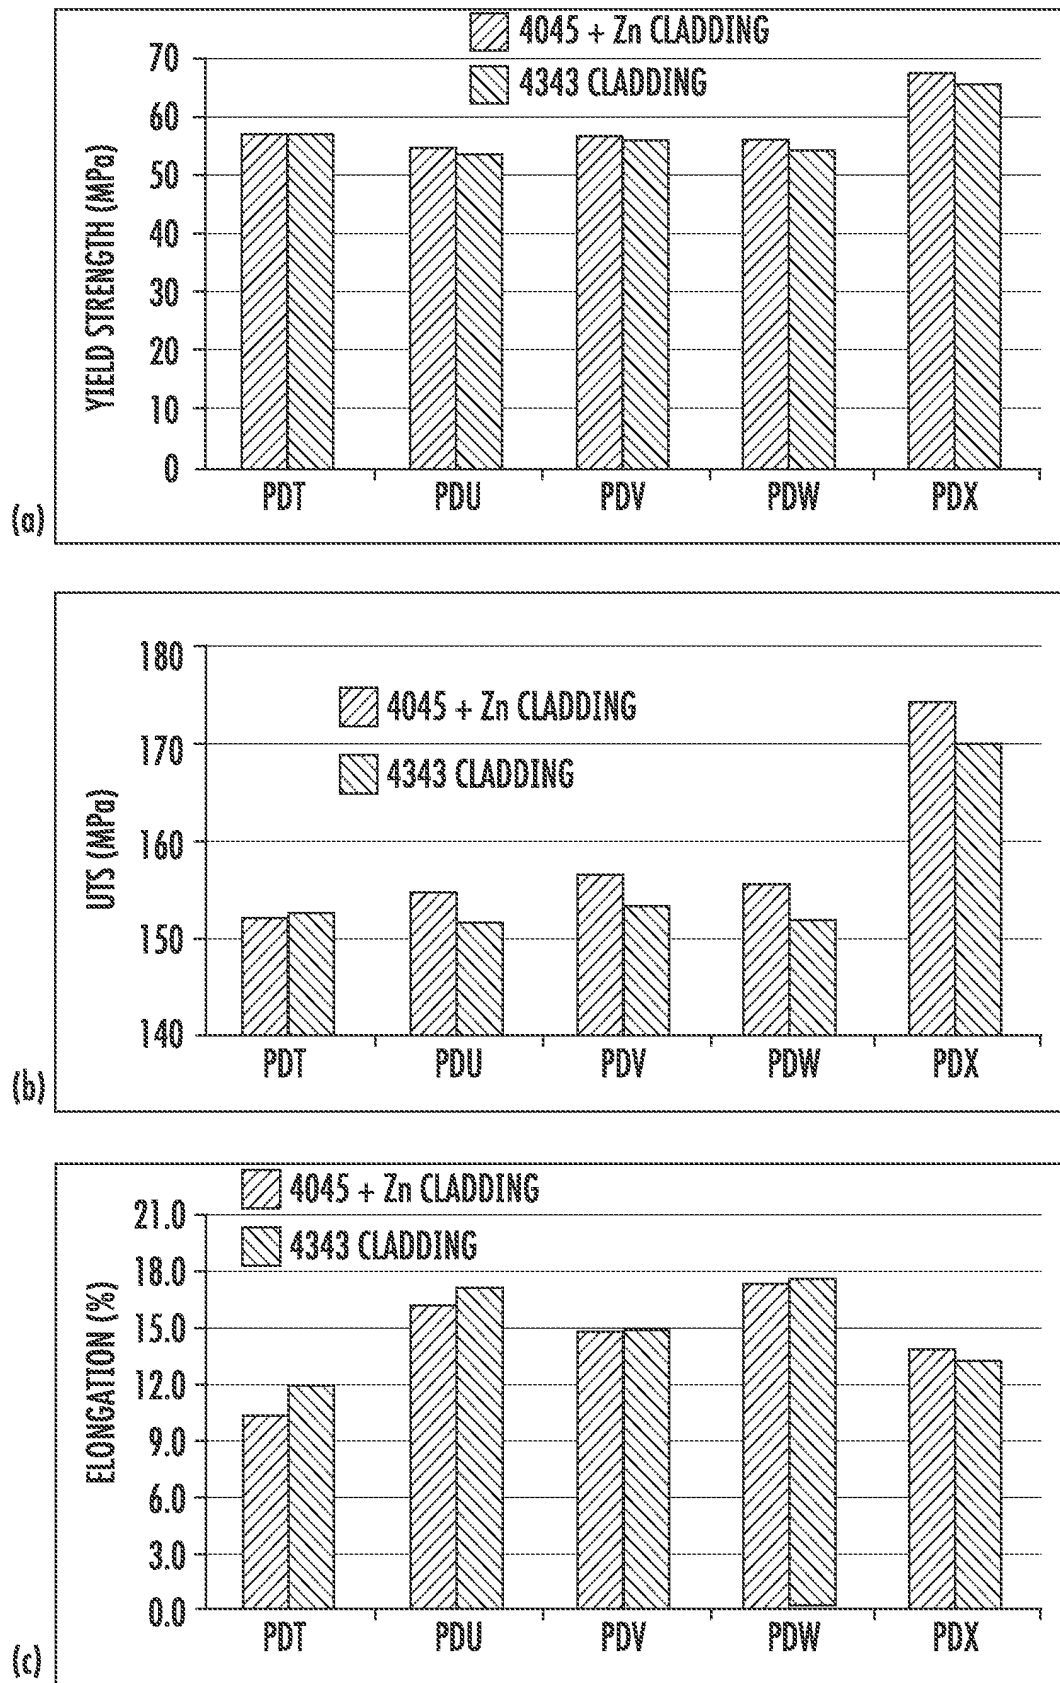 4045 + Zn CLADDING
4343 CLADDING
YIELD STRENGTH (MPa)
70
60
50
40
30
20
10
0
PDT PDU PDV PDW PDX
(a)
180
170
160
150
140
UTS (MPa)
4045 + Zn CLADDING
4343 CLADDING
PDT PDU PDV PDW PDX
(b)
4045 + Zn CLADDING
4343 CLADDING
ELONGATION (%)
21.0
18.0
15.0
12.0
9.0
6.0
3.0
0.0
PDT PDU PDV PDW PDX
(c)